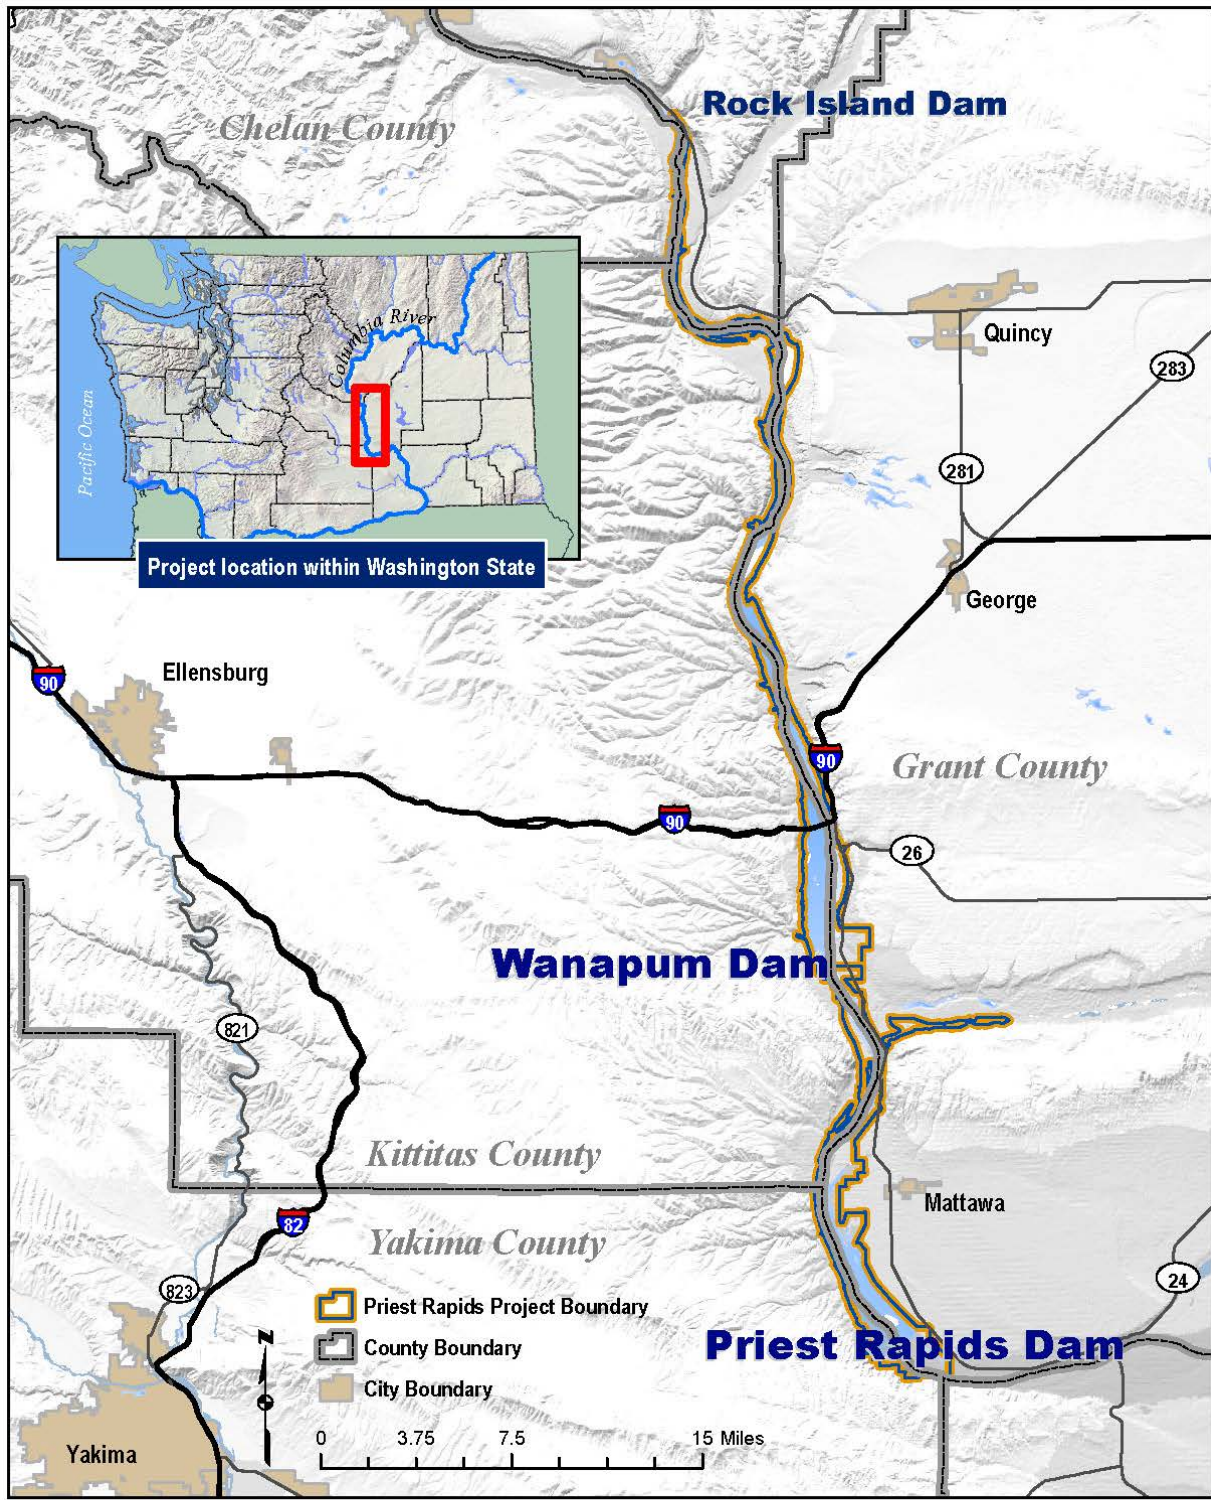 Rock Island Dam
Chelan County
Columbia River
Pacific Ocean
Project location within Washington State
Quincy
283
281
George
Ellensburg
90
90
90
Grant County
26
Wanapum Dam
821
Kittitas County
Mattawa
82
Yakima County
823
24
Priest Rapids Project Boundary
County Boundary
City Boundary
Priest Rapids Dam
N
0 3.75 7.5 15 Miles
Yakima